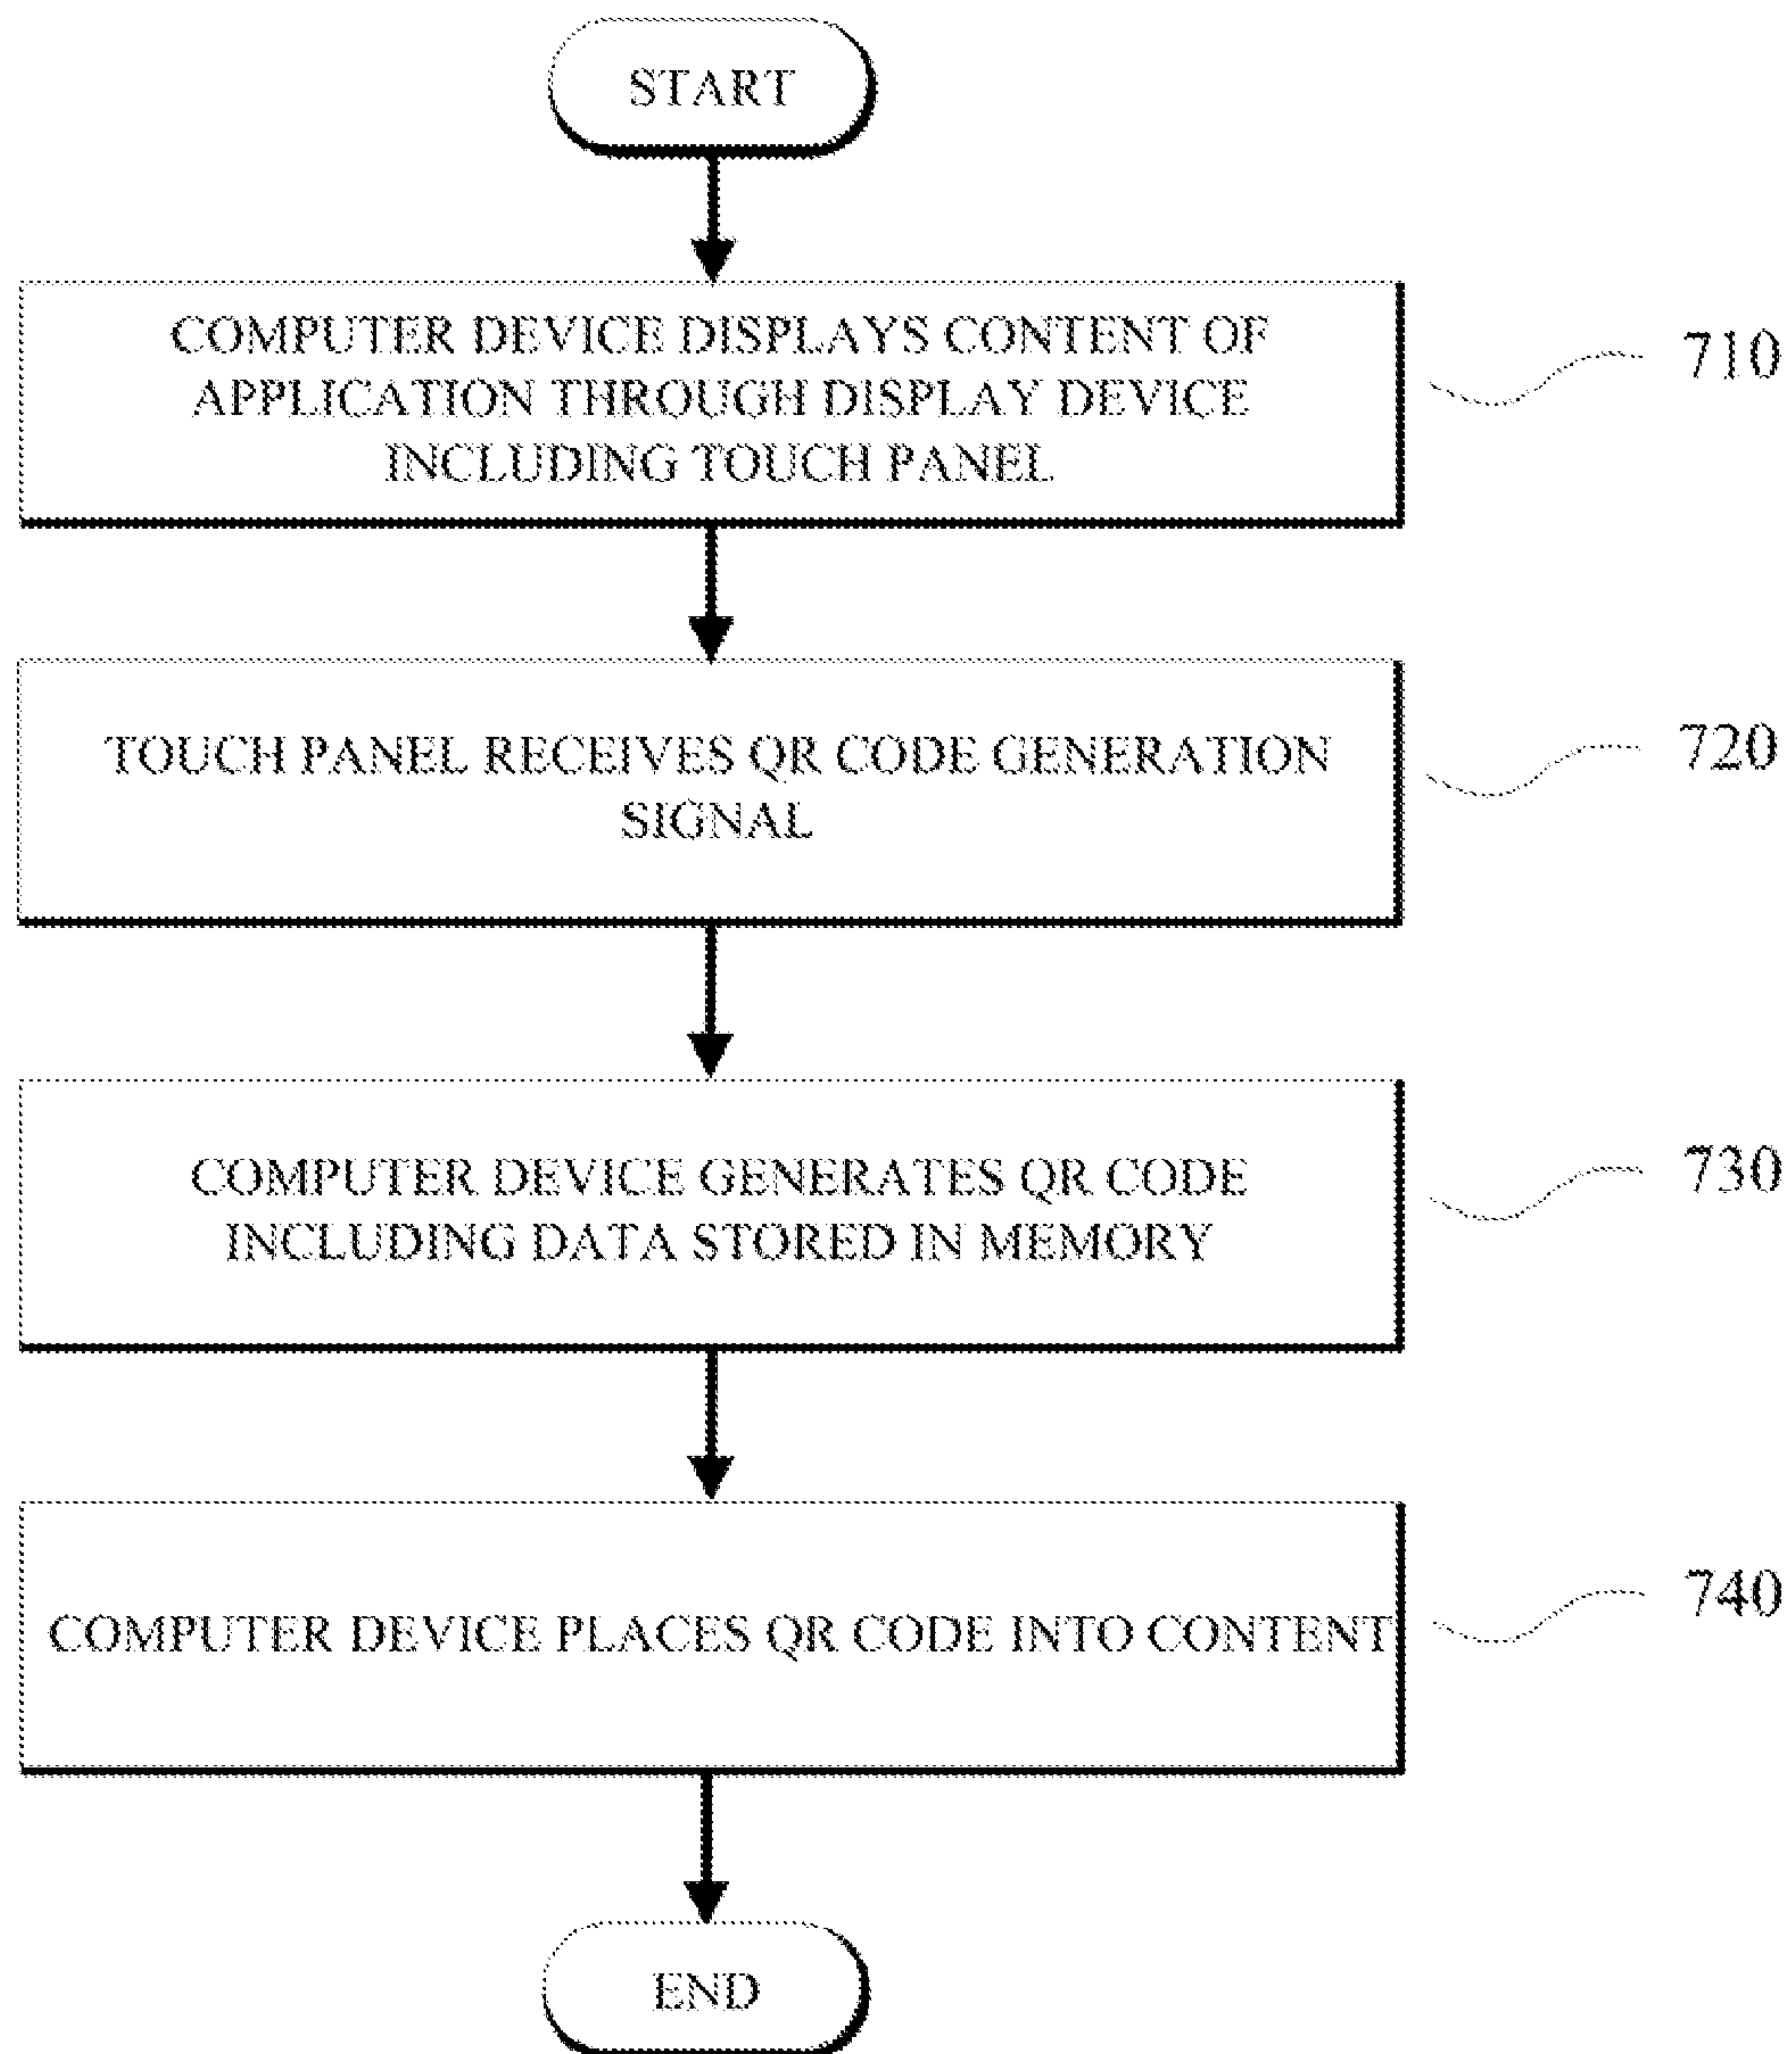 START
COMPUTER DEVICE DISPLAYS CONTENT OF
APPLICATION THROUGH DISPLAY DEVICE
INCLUDING TOUCH PANEL
710
TOUCH PANEL RECEIVES QR CODE GENERATION
SIGNAL
720
COMPUTER DEVICE GENERATES QR CODE
INCLUDING DATA STORED IN MEMORY
730
COMPUTER DEVICE PLACES QR CODE INTO CONTENT
740
END